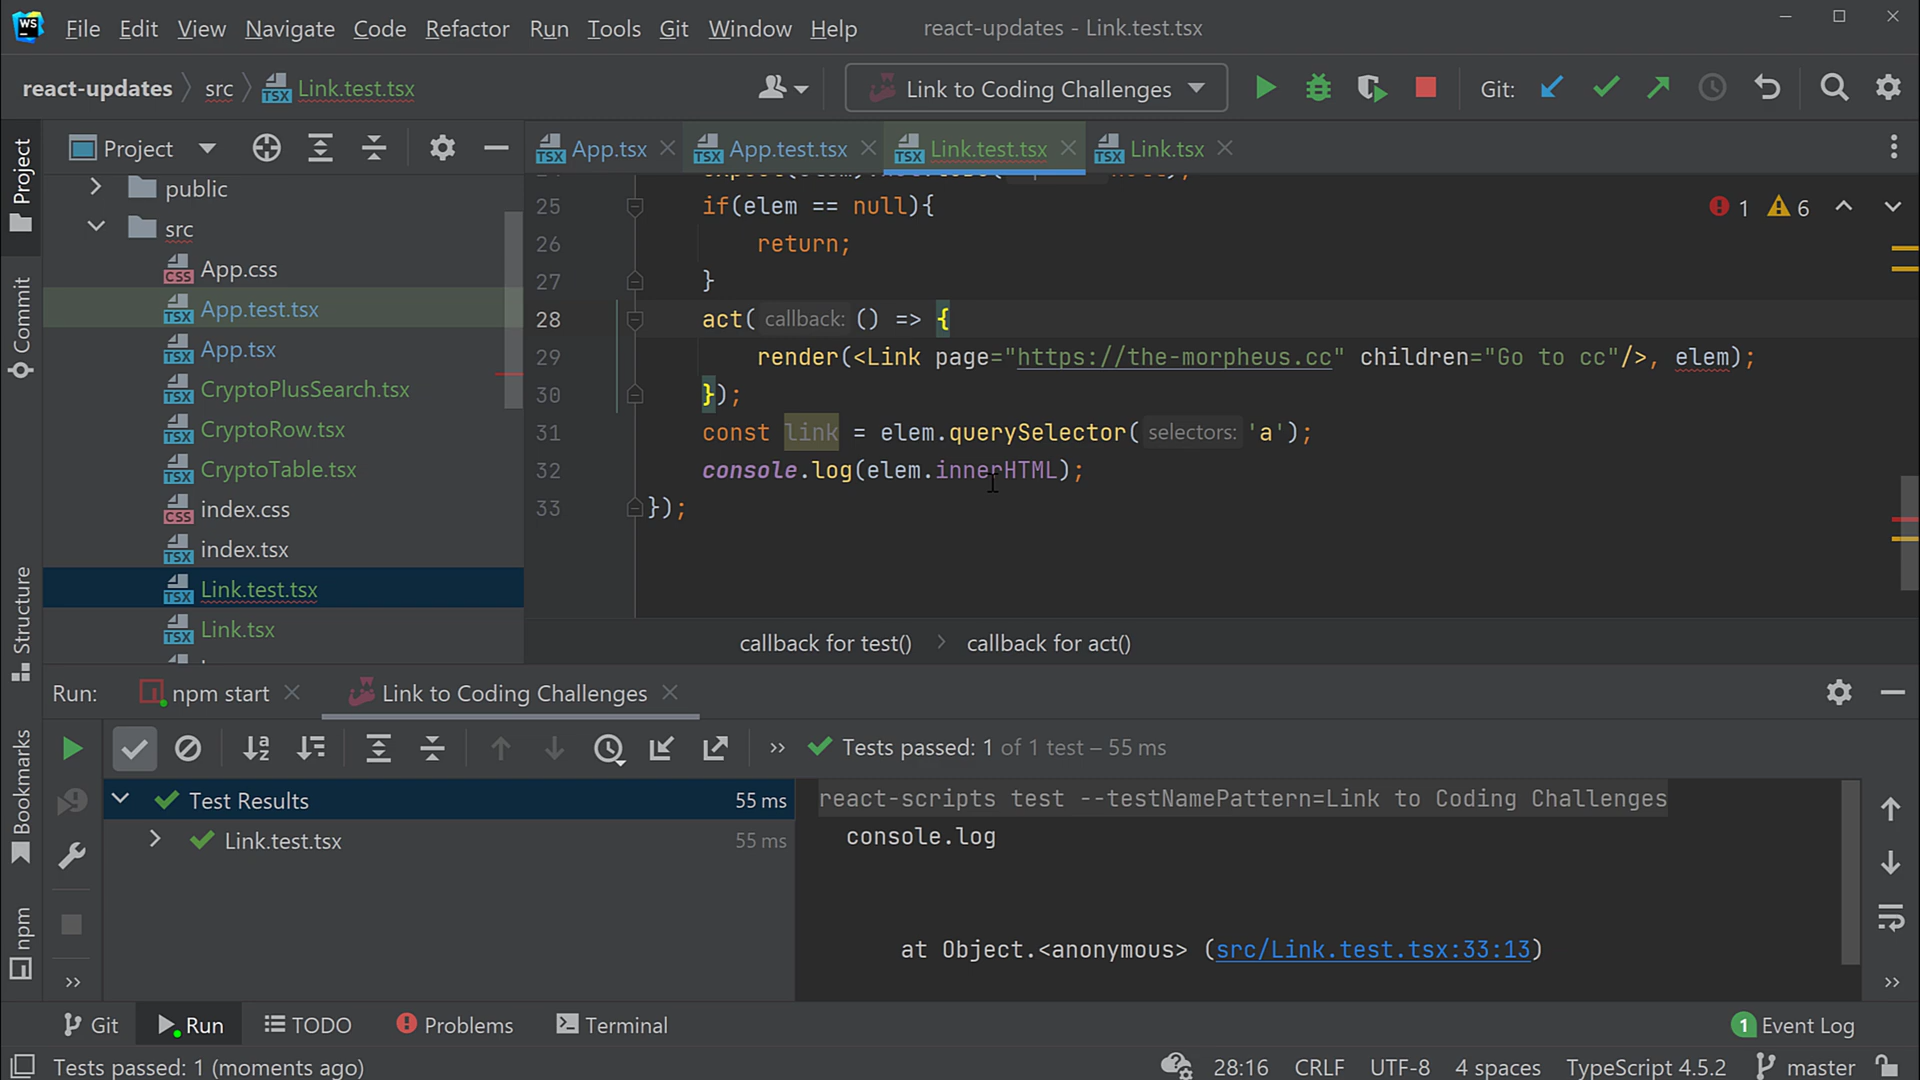 WS File Edit View Navigate Code Refactor Run Tools Git Window Help react-updates - Link.test.tsx
react-updates src Link.test.tsx Link to Coding Challenges Git:
Project App.tsx App.test.tsx Link.test.tsx Link.tsx
Project
Commit
Structure
Bookmarks
npm
public
src
App.css
App.test.tsx
App.tsx
CryptoPlusSearch.tsx
CryptoRow.tsx
CryptoTable.tsx
index.css
index.tsx
Link.test.tsx
Link.tsx
25 if(elem == null){
26 return;
27 }
28 act( callback: () => {
29 render(<Link page="https://the-morpheus.cc" children="Go to cc"/>, elem);
30 });
31 const link = elem.querySelector( selectors: 'a');
32 console.log(elem.innerHTML);
33 });
1 6
callback for test() callback for act()
Run: npm start Link to Coding Challenges
Tests passed: 1 of 1 test – 55 ms
Test Results 55 ms
Link.test.tsx 55 ms
react-scripts test --testNamePattern=Link to Coding Challenges
console.log
at Object.<anonymous> (src/Link.test.tsx:33:13)
Git Run TODO Problems Terminal 1 Event Log
Tests passed: 1 (moments ago) 28:16 CRLF UTF-8 4 spaces TypeScript 4.5.2 master